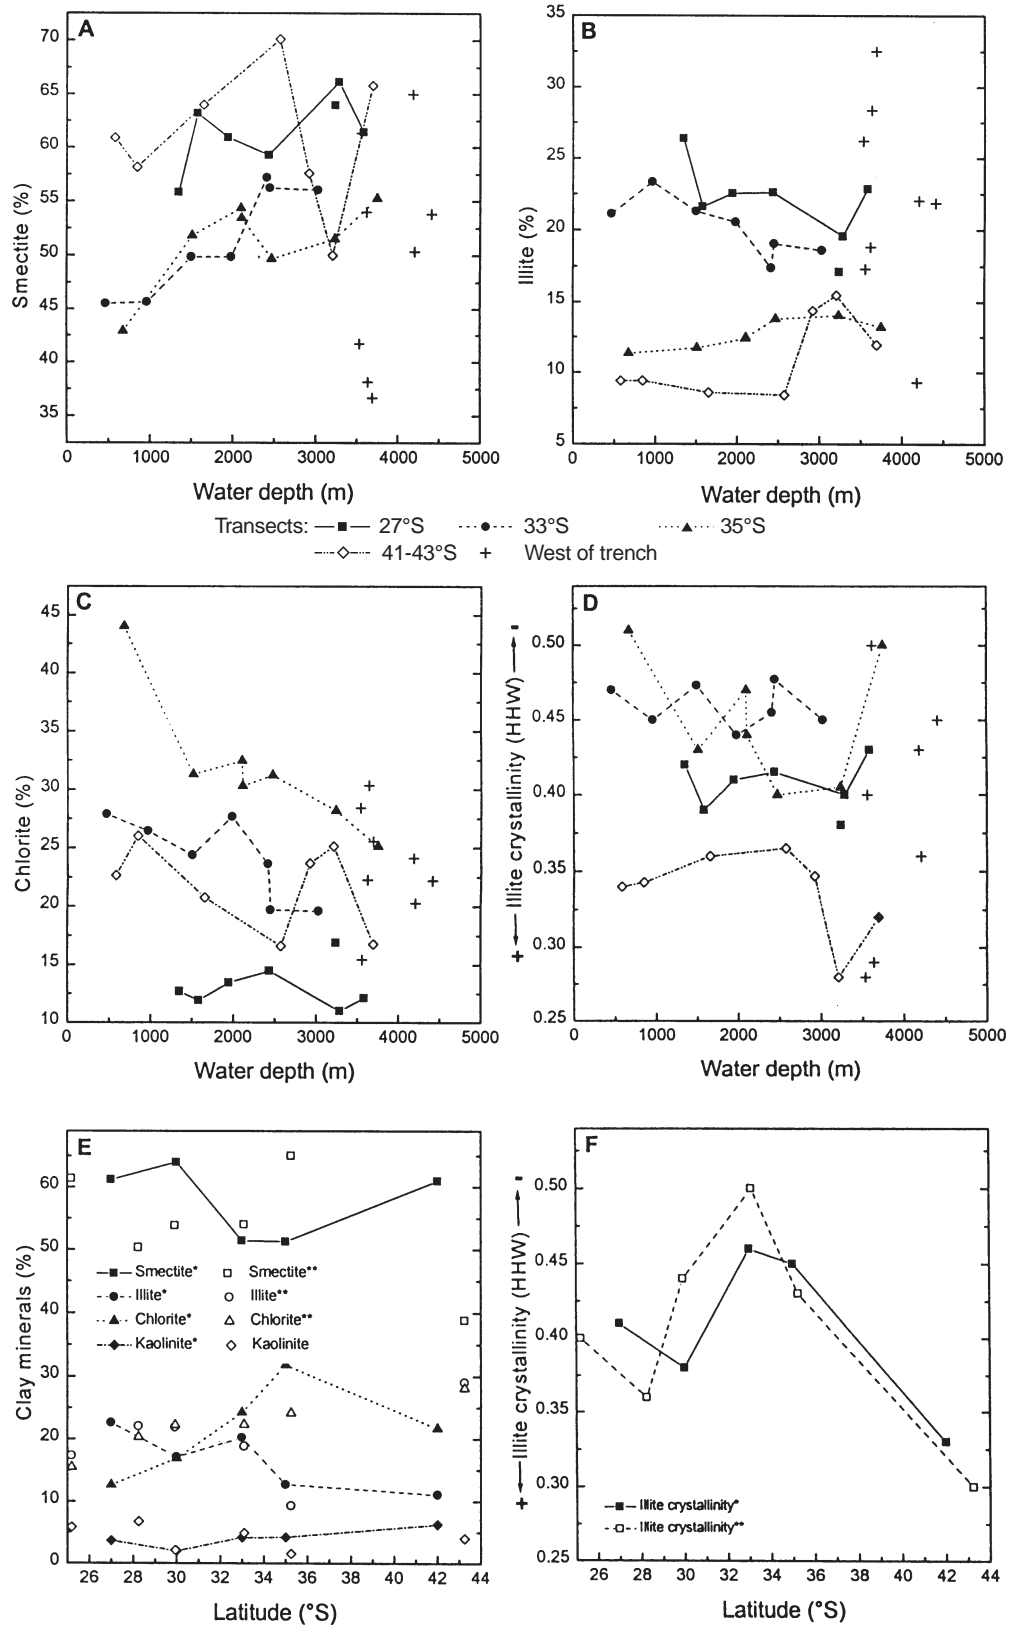 A
70
65
60
55
50
45
40
35
Smectite (%)
0 1000 2000 3000 4000 5000
Water depth (m)
B
35
30
25
20
15
10
5
Illite (%)
0 1000 2000 3000 4000 5000
Water depth (m)
Transects: 27°S 33°S 35°S
41-43°S + West of trench
C
45
40
35
30
25
20
15
10
Chlorite (%)
0 1000 2000 3000 4000 5000
Water depth (m)
D
0.50
0.45
0.40
0.35
0.30
0.25
+ ← Illite crystallinity (HHW) → -
0 1000 2000 3000 4000 5000
Water depth (m)
E
60
50
40
30
20
10
0
Clay minerals (%)
Smectite* Smectite**
Illite* Illite**
Chlorite* Chlorite**
Kaolinite* Kaolinite
26 28 30 32 34 36 38 40 42 44
Latitude (°S)
F
0.50
0.45
0.40
0.35
0.30
0.25
+ ← Illite crystallinity (HHW) → -
Illite crystallinity*
Illite crystallinity**
26 28 30 32 34 36 38 40 42 44
Latitude (°S)